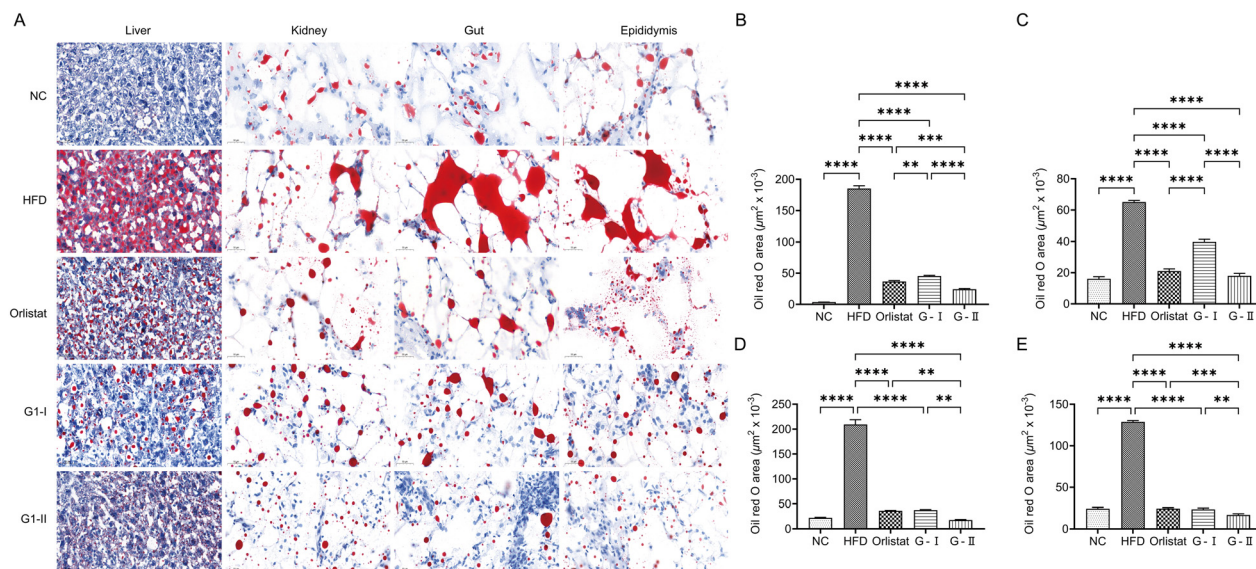 A
Liver Kidney Gut Epididymis
NC
HFD
Orlistat
G1-I
G1-II
B
****
****
**** ***
**** ** ****
Oil red O area (µm² x 10⁻³)
200
150
100
50
0
NC HFD Orlistat G-I G-II
C
****
****
**** ****
**** ****
Oil red O area (µm² x 10⁻³)
80
60
40
20
0
NC HFD Orlistat G-I G-II
D
****
**** **
**** **** **
Oil red O area (µm² x 10⁻³)
250
200
150
100
50
0
NC HFD Orlistat G-I G-II
E
****
**** ***
**** **** **
Oil red O area (µm² x 10⁻³)
150
100
50
0
NC HFD Orlistat G-I G-II